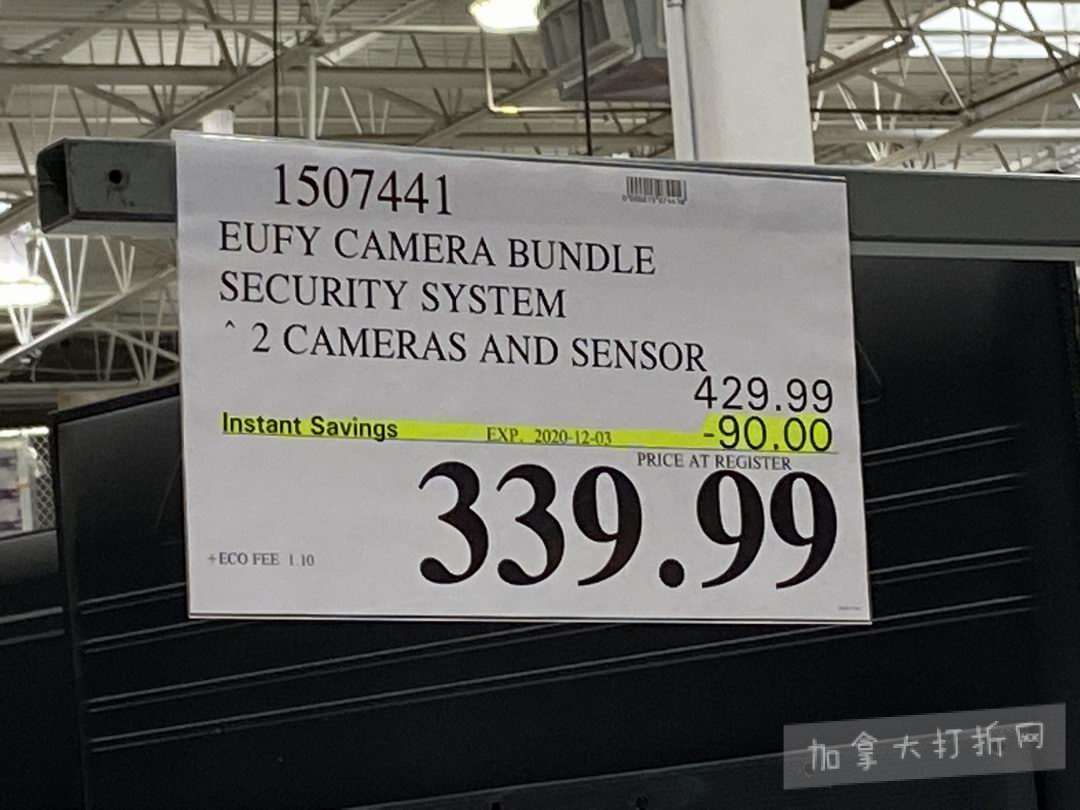 1507441
EUFY CAMERA BUNDLE
SECURITY SYSTEM
^ 2 CAMERAS AND SENSOR
429.99
Instant Savings EXP. 2020-12-03 -90.00
PRICE AT REGISTER
339.99
+ECO FEE 1.10
加拿大打折网